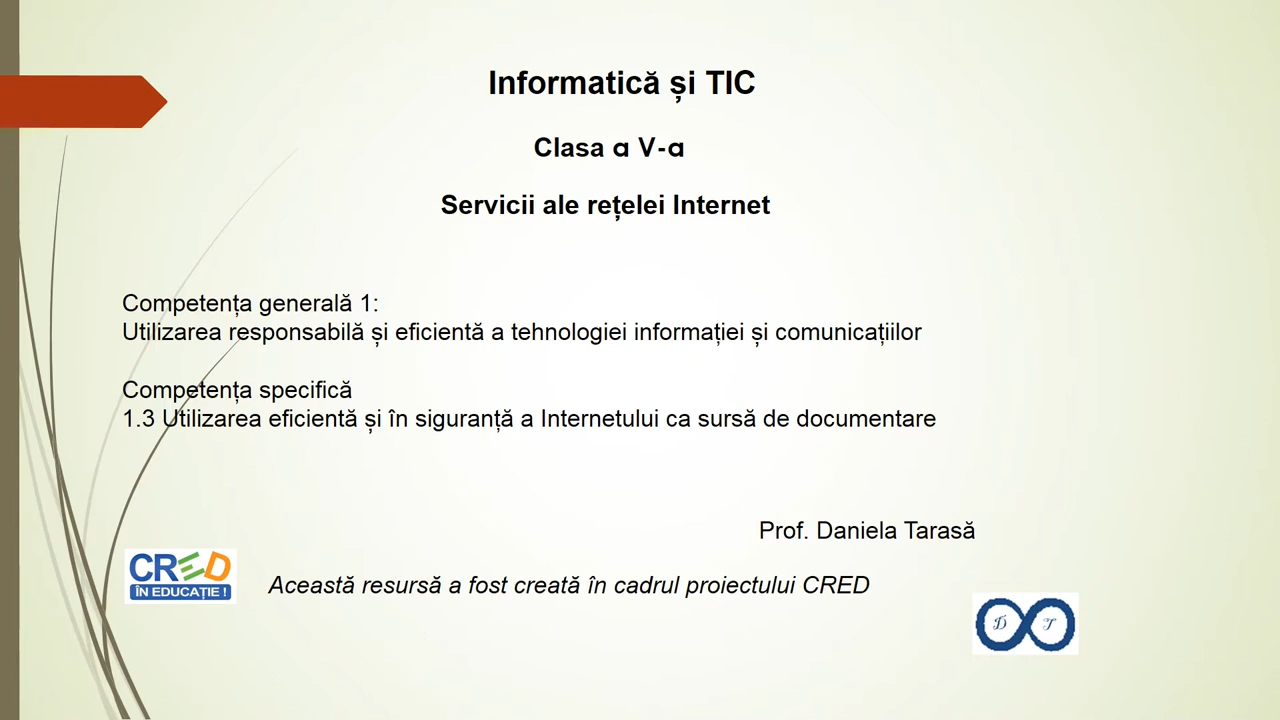 Informatică și TIC
Clasa a V-a
Servicii ale rețelei Internet
Competența generală 1:
Utilizarea responsabilă și eficientă a tehnologiei informației și comunicațiilor
Competența specifică
1.3 Utilizarea eficientă și în siguranță a Internetului ca sursă de documentare
Prof. Daniela Tarasă
CRED
ÎN EDUCAȚIE !
Această resursă a fost creată în cadrul proiectului CRED
D T